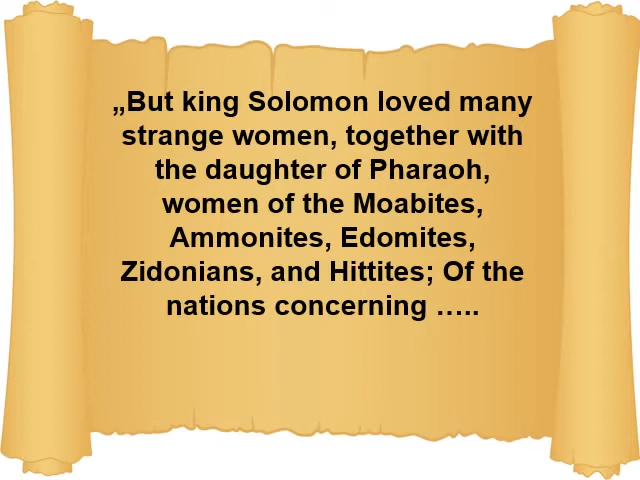 „But king Solomon loved many
strange women, together with
the daughter of Pharaoh,
women of the Moabites,
Ammonites, Edomites,
Zidonians, and Hittites; Of the
nations concerning …..